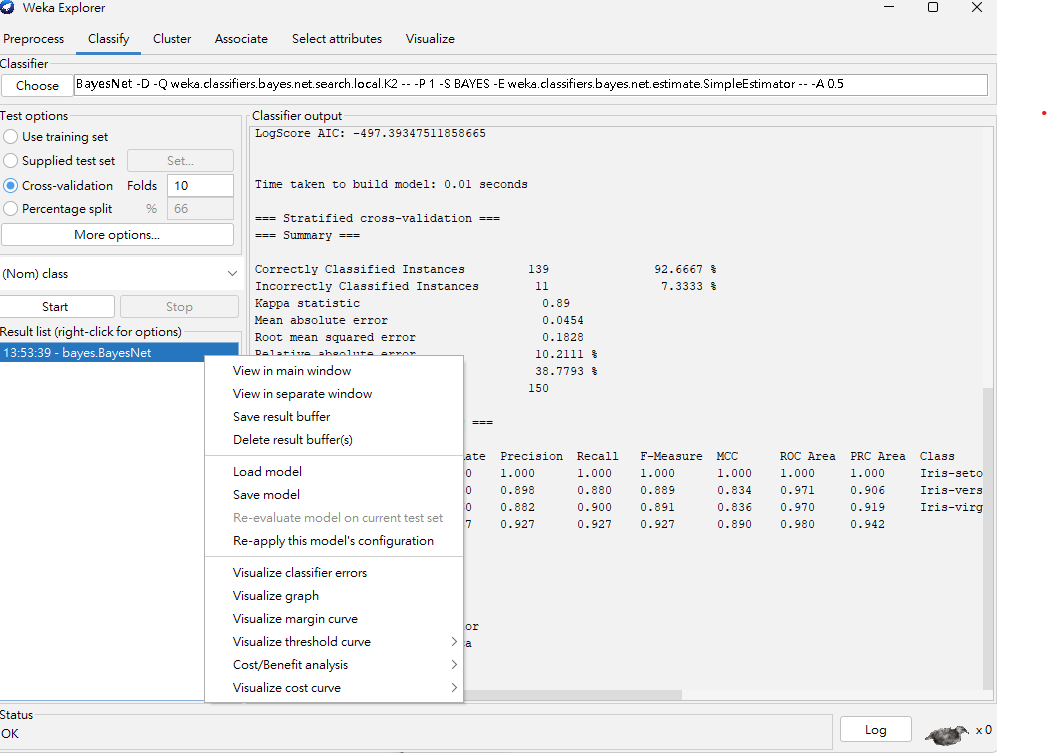 Weka Explorer
Preprocess Classify Cluster Associate Select attributes Visualize
Classifier
Choose BayesNet -D -Q weka.classifiers.bayes.net.search.local.K2 -- -P 1 -S BAYES -E weka.classifiers.bayes.net.estimate.SimpleEstimator -- -A 0.5
Test options
Use training set
Supplied test set Set...
Cross-validation Folds 10
Percentage split % 66
More options...
(Nom) class
Start Stop
Result list (right-click for options)
13:53:39 - bayes.BayesNet
View in main window
View in separate window
Save result buffer
Delete result buffer(s)
Load model
Save model
Re-evaluate model on current test set
Re-apply this model's configuration
Visualize classifier errors
Visualize graph
Visualize margin curve
Visualize threshold curve
Cost/Benefit analysis
Visualize cost curve
Classifier output
LogScore AIC: -497.39347511858665
Time taken to build model: 0.01 seconds
=== Stratified cross-validation ===
=== Summary ===
Correctly Classified Instances 139 92.6667 %
Incorrectly Classified Instances 11 7.3333 %
Kappa statistic 0.89
Mean absolute error 0.0454
Root mean squared error 0.1828
Relative absolute error 10.2111 %
38.7793 %
150
===
ate Precision Recall F-Measure MCC ROC Area PRC Area Class
0 1.000 1.000 1.000 1.000 1.000 1.000 Iris-seto
0 0.898 0.880 0.889 0.834 0.971 0.906 Iris-vers
0 0.882 0.900 0.891 0.836 0.970 0.919 Iris-virg
7 0.927 0.927 0.927 0.890 0.980 0.942
or
a
Status
OK
Log x 0